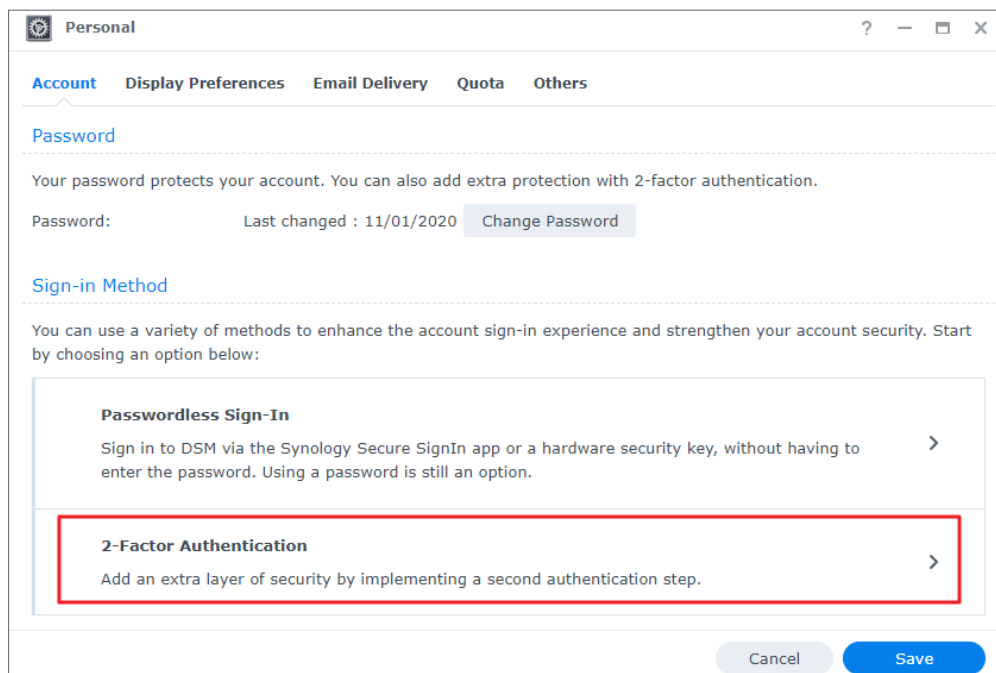 Personal
Account Display Preferences Email Delivery Quota Others
Password
Your password protects your account. You can also add extra protection with 2-factor authentication.
Password: Last changed : 11/01/2020 Change Password
Sign-in Method
You can use a variety of methods to enhance the account sign-in experience and strengthen your account security. Start
by choosing an option below:
Passwordless Sign-In
Sign in to DSM via the Synology Secure SignIn app or a hardware security key, without having to
enter the password. Using a password is still an option.
2-Factor Authentication
Add an extra layer of security by implementing a second authentication step.
Cancel Save